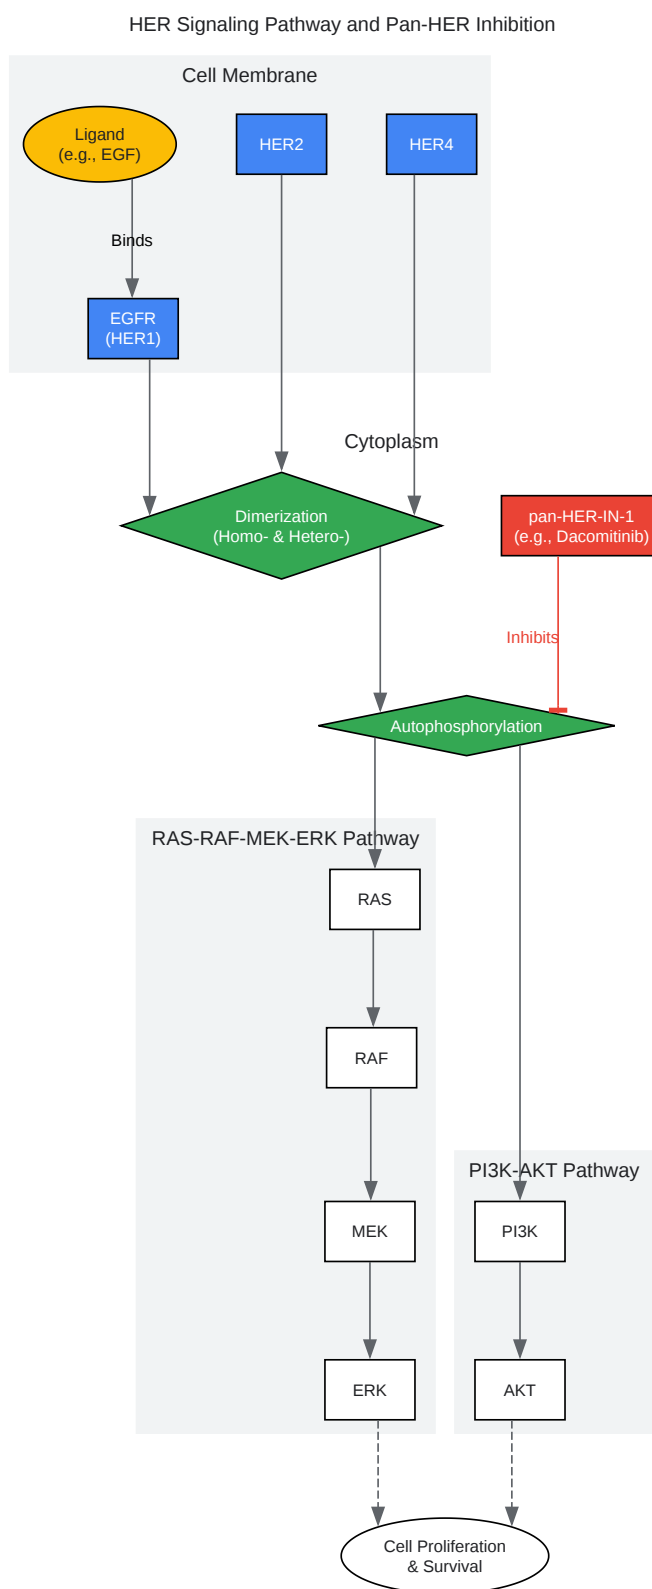 HER Signaling Pathway and Pan-HER Inhibition
Cell Membrane
Ligand
(e.g., EGF)
HER2
HER4
Binds
EGFR
(HER1)
Cytoplasm
Dimerization
(Homo- & Hetero-)
pan-HER-IN-1
(e.g., Dacomitinib)
Inhibits
Autophosphorylation
RAS-RAF-MEK-ERK Pathway
RAS
RAF
PI3K-AKT Pathway
MEK
PI3K
ERK
AKT
Cell Proliferation
& Survival